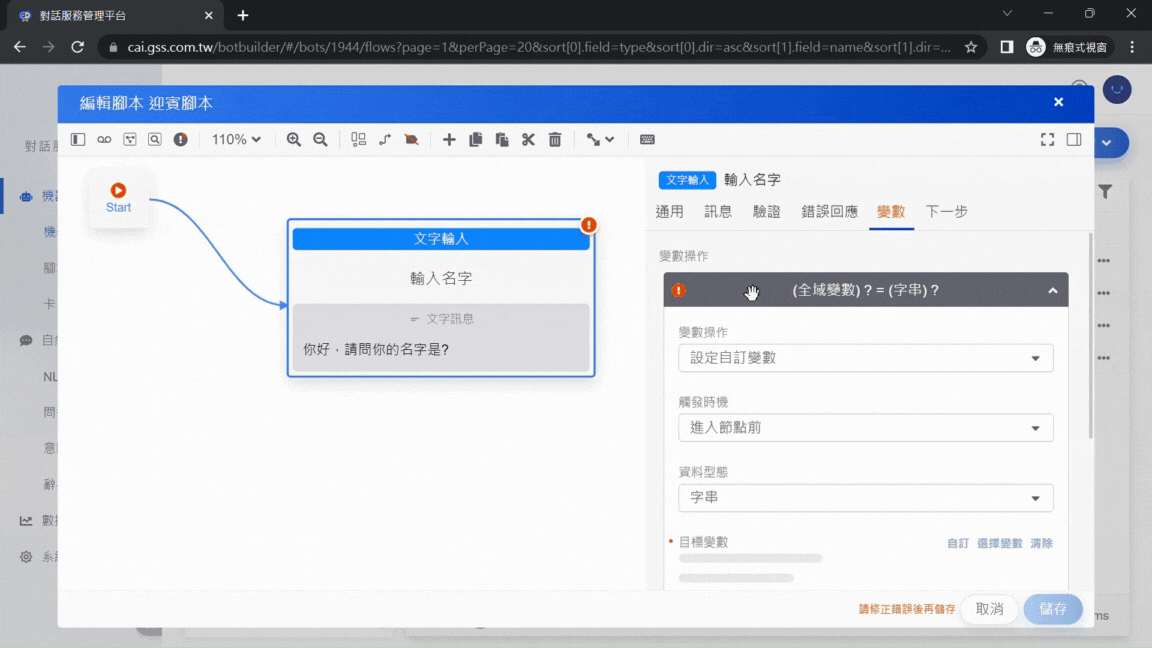 對話服務管理平台
cai.gss.com.tw/botbuilder/#/bots/1944/flows?page=1&perPage=20&sort[0].field=type&sort[0].dir=asc&sort[1].field=name&sort[1].dir=...
無痕式視窗
編輯腳本 迎賓腳本
110%
Start
文字輸入
輸入名字
文字訊息
你好，請問你的名字是?
文字輸入 輸入名字
通用 訊息 驗證 錯誤回應 變數 下一步
變數操作
(全域變數) ? = (字串) ?
變數操作
設定自訂變數
觸發時機
進入節點前
資料型態
字串
* 目標變數
自訂 選擇變數 清除
請修正錯誤後再儲存
取消
儲存
對話
機
機
卡
自
NL
問
意
辭
數
系
ms